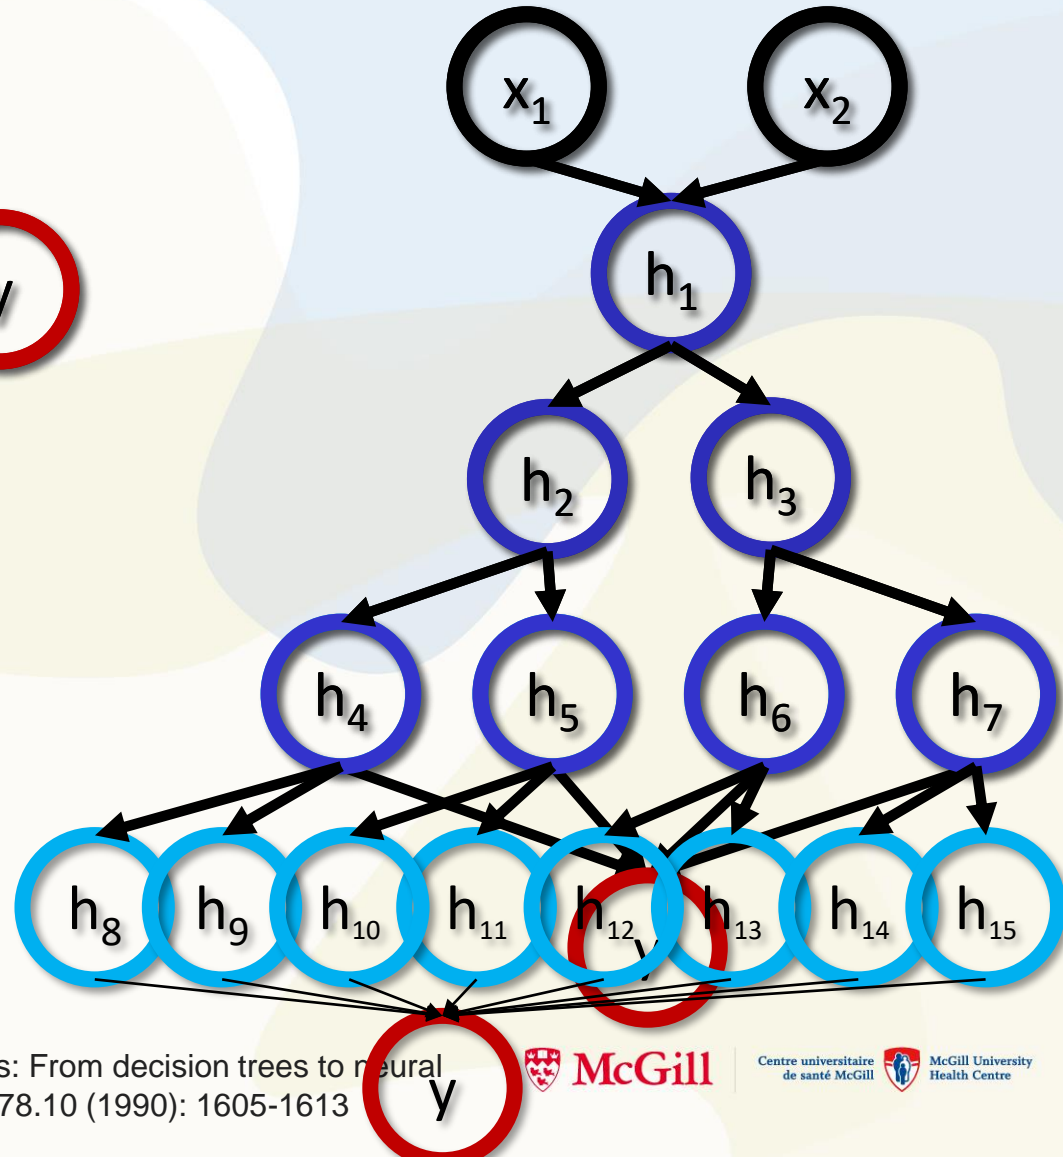 x₁ x₂
h₁
y
h₂ h₃
h₄ h₅ h₆ h₇
h₈ h₉ h₁₀ h₁₁ h₁₂ h₁₃ h₁₄ h₁₅
y
s: From decision trees to neural
78.10 (1990): 1605-1613
y
McGill
Centre universitaire
de santé McGill
McGill University
Health Centre